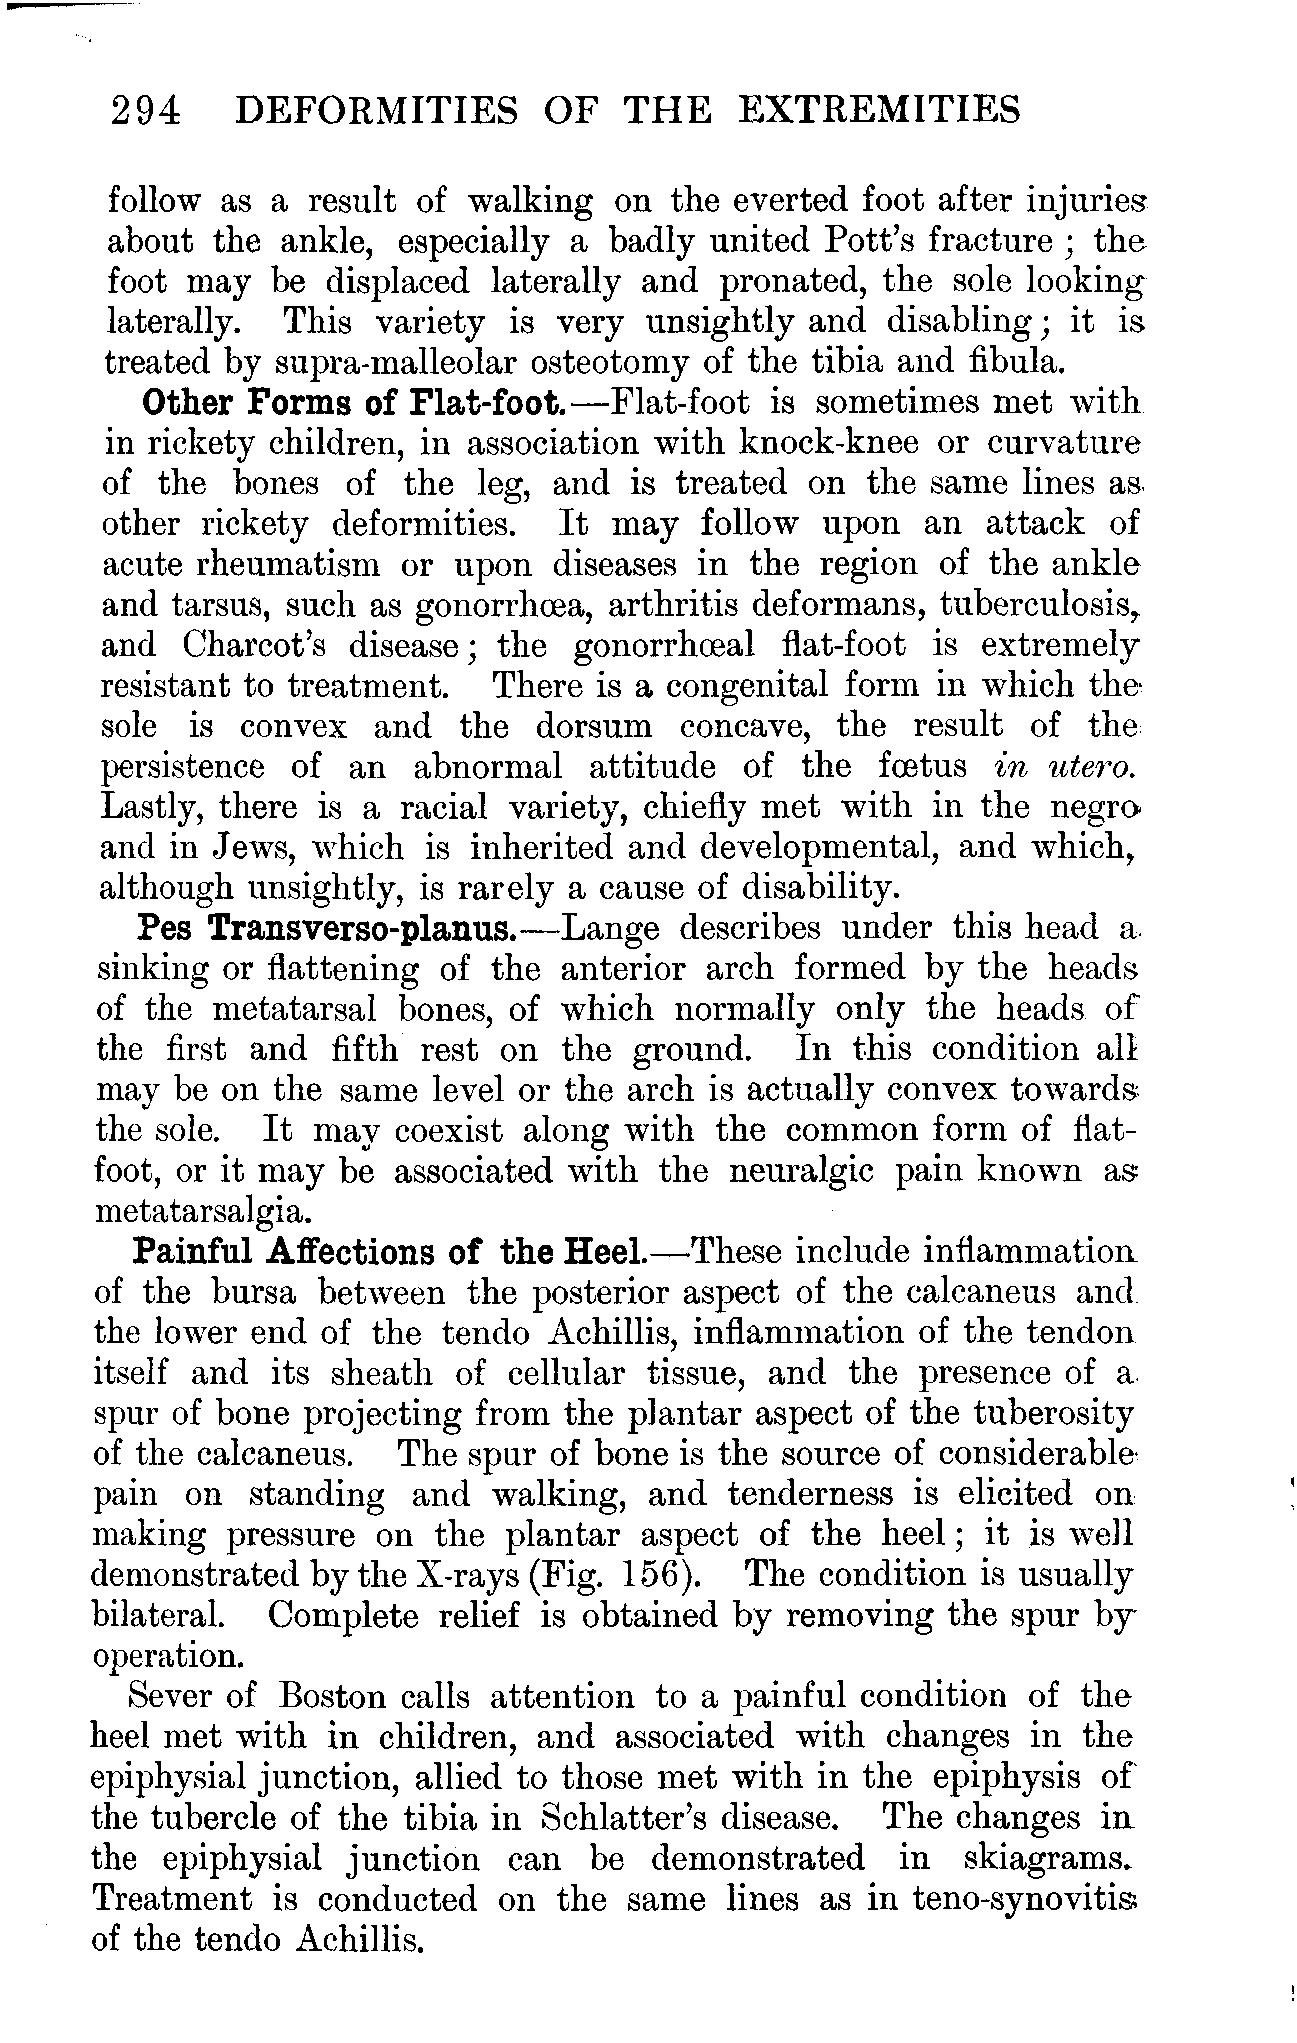 294 DEFORMITIES OF THE EXTREMITIES
follow as a result of walking on the everted foot after injuries
about the ankle, especially a badly united Pott's fracture ; the
foot may be displaced laterally and pronated, the sole looking
laterally. This variety is very unsightly and disabling ; it is
treated by supra-malleolar osteotomy of the tibia and fibula.
Other Forms of Flat-foot.—Flat-foot is sometimes met with
in rickety children, in association with knock-knee or curvature
of the bones of the leg, and is treated on the same lines as
other rickety deformities. It may follow upon an attack of
acute rheumatism or upon diseases in the region of the ankle
and tarsus, such as gonorrhœa, arthritis deformans, tuberculosis,
and Charcot's disease ; the gonorrhœal flat-foot is extremely
resistant to treatment. There is a congenital form in which the
sole is convex and the dorsum concave, the result of the
persistence of an abnormal attitude of the fœtus in utero.
Lastly, there is a racial variety, chiefly met with in the negro
and in Jews, which is inherited and developmental, and which,
although unsightly, is rarely a cause of disability.
Pes Transverso-planus.—Lange describes under this head a
sinking or flattening of the anterior arch formed by the heads
of the metatarsal bones, of which normally only the heads of
the first and fifth rest on the ground. In this condition all
may be on the same level or the arch is actually convex towards
the sole. It may coexist along with the common form of flat-
foot, or it may be associated with the neuralgic pain known as
metatarsalgia.
Painful Affections of the Heel.—These include inflammation
of the bursa between the posterior aspect of the calcaneus and
the lower end of the tendo Achillis, inflammation of the tendon
itself and its sheath of cellular tissue, and the presence of a
spur of bone projecting from the plantar aspect of the tuberosity
of the calcaneus. The spur of bone is the source of considerable
pain on standing and walking, and tenderness is elicited on
making pressure on the plantar aspect of the heel ; it is well
demonstrated by the X-rays (Fig. 156). The condition is usually
bilateral. Complete relief is obtained by removing the spur by
operation.
Sever of Boston calls attention to a painful condition of the
heel met with in children, and associated with changes in the
epiphysial junction, allied to those met with in the epiphysis of
the tubercle of the tibia in Schlatter's disease. The changes in
the epiphysial junction can be demonstrated in skiagrams.
Treatment is conducted on the same lines as in teno-synovitis
of the tendo Achillis.